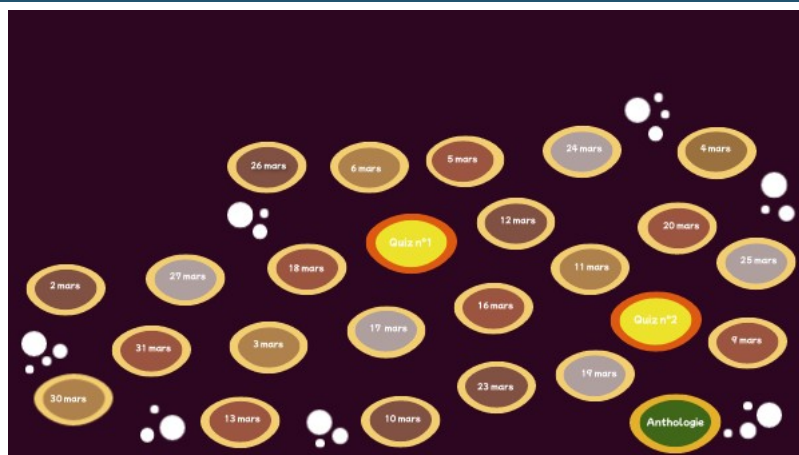 26 mars
6 mars
5 mars
24 mars
4 mars
12 mars
20 mars
Quiz n°1
18 mars
11 mars
25 mars
27 mars
2 mars
16 mars
Quiz n°2
17 mars
9 mars
31 mars
3 mars
19 mars
23 mars
30 mars
13 mars
10 mars
Anthologie